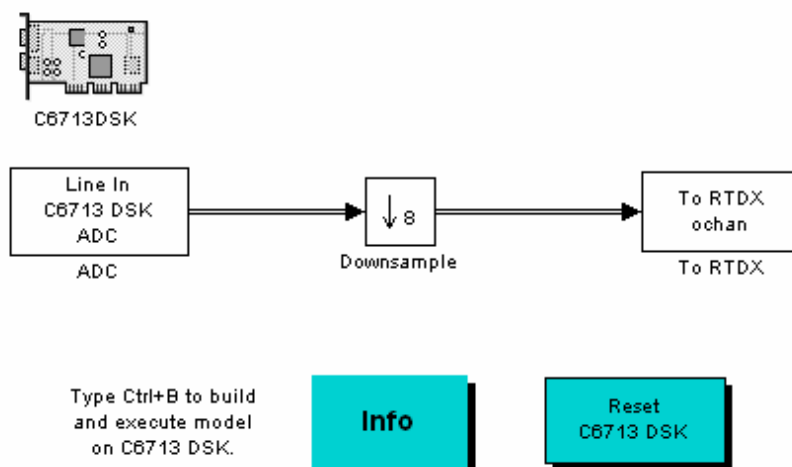 C6713DSK
Line In
C6713 DSK
ADC
ADC
↓ 8
Downsample
To RTDX
ochan
To RTDX
Type Ctrl+B to build
and execute model
on C6713 DSK.
Info
Reset
C6713 DSK